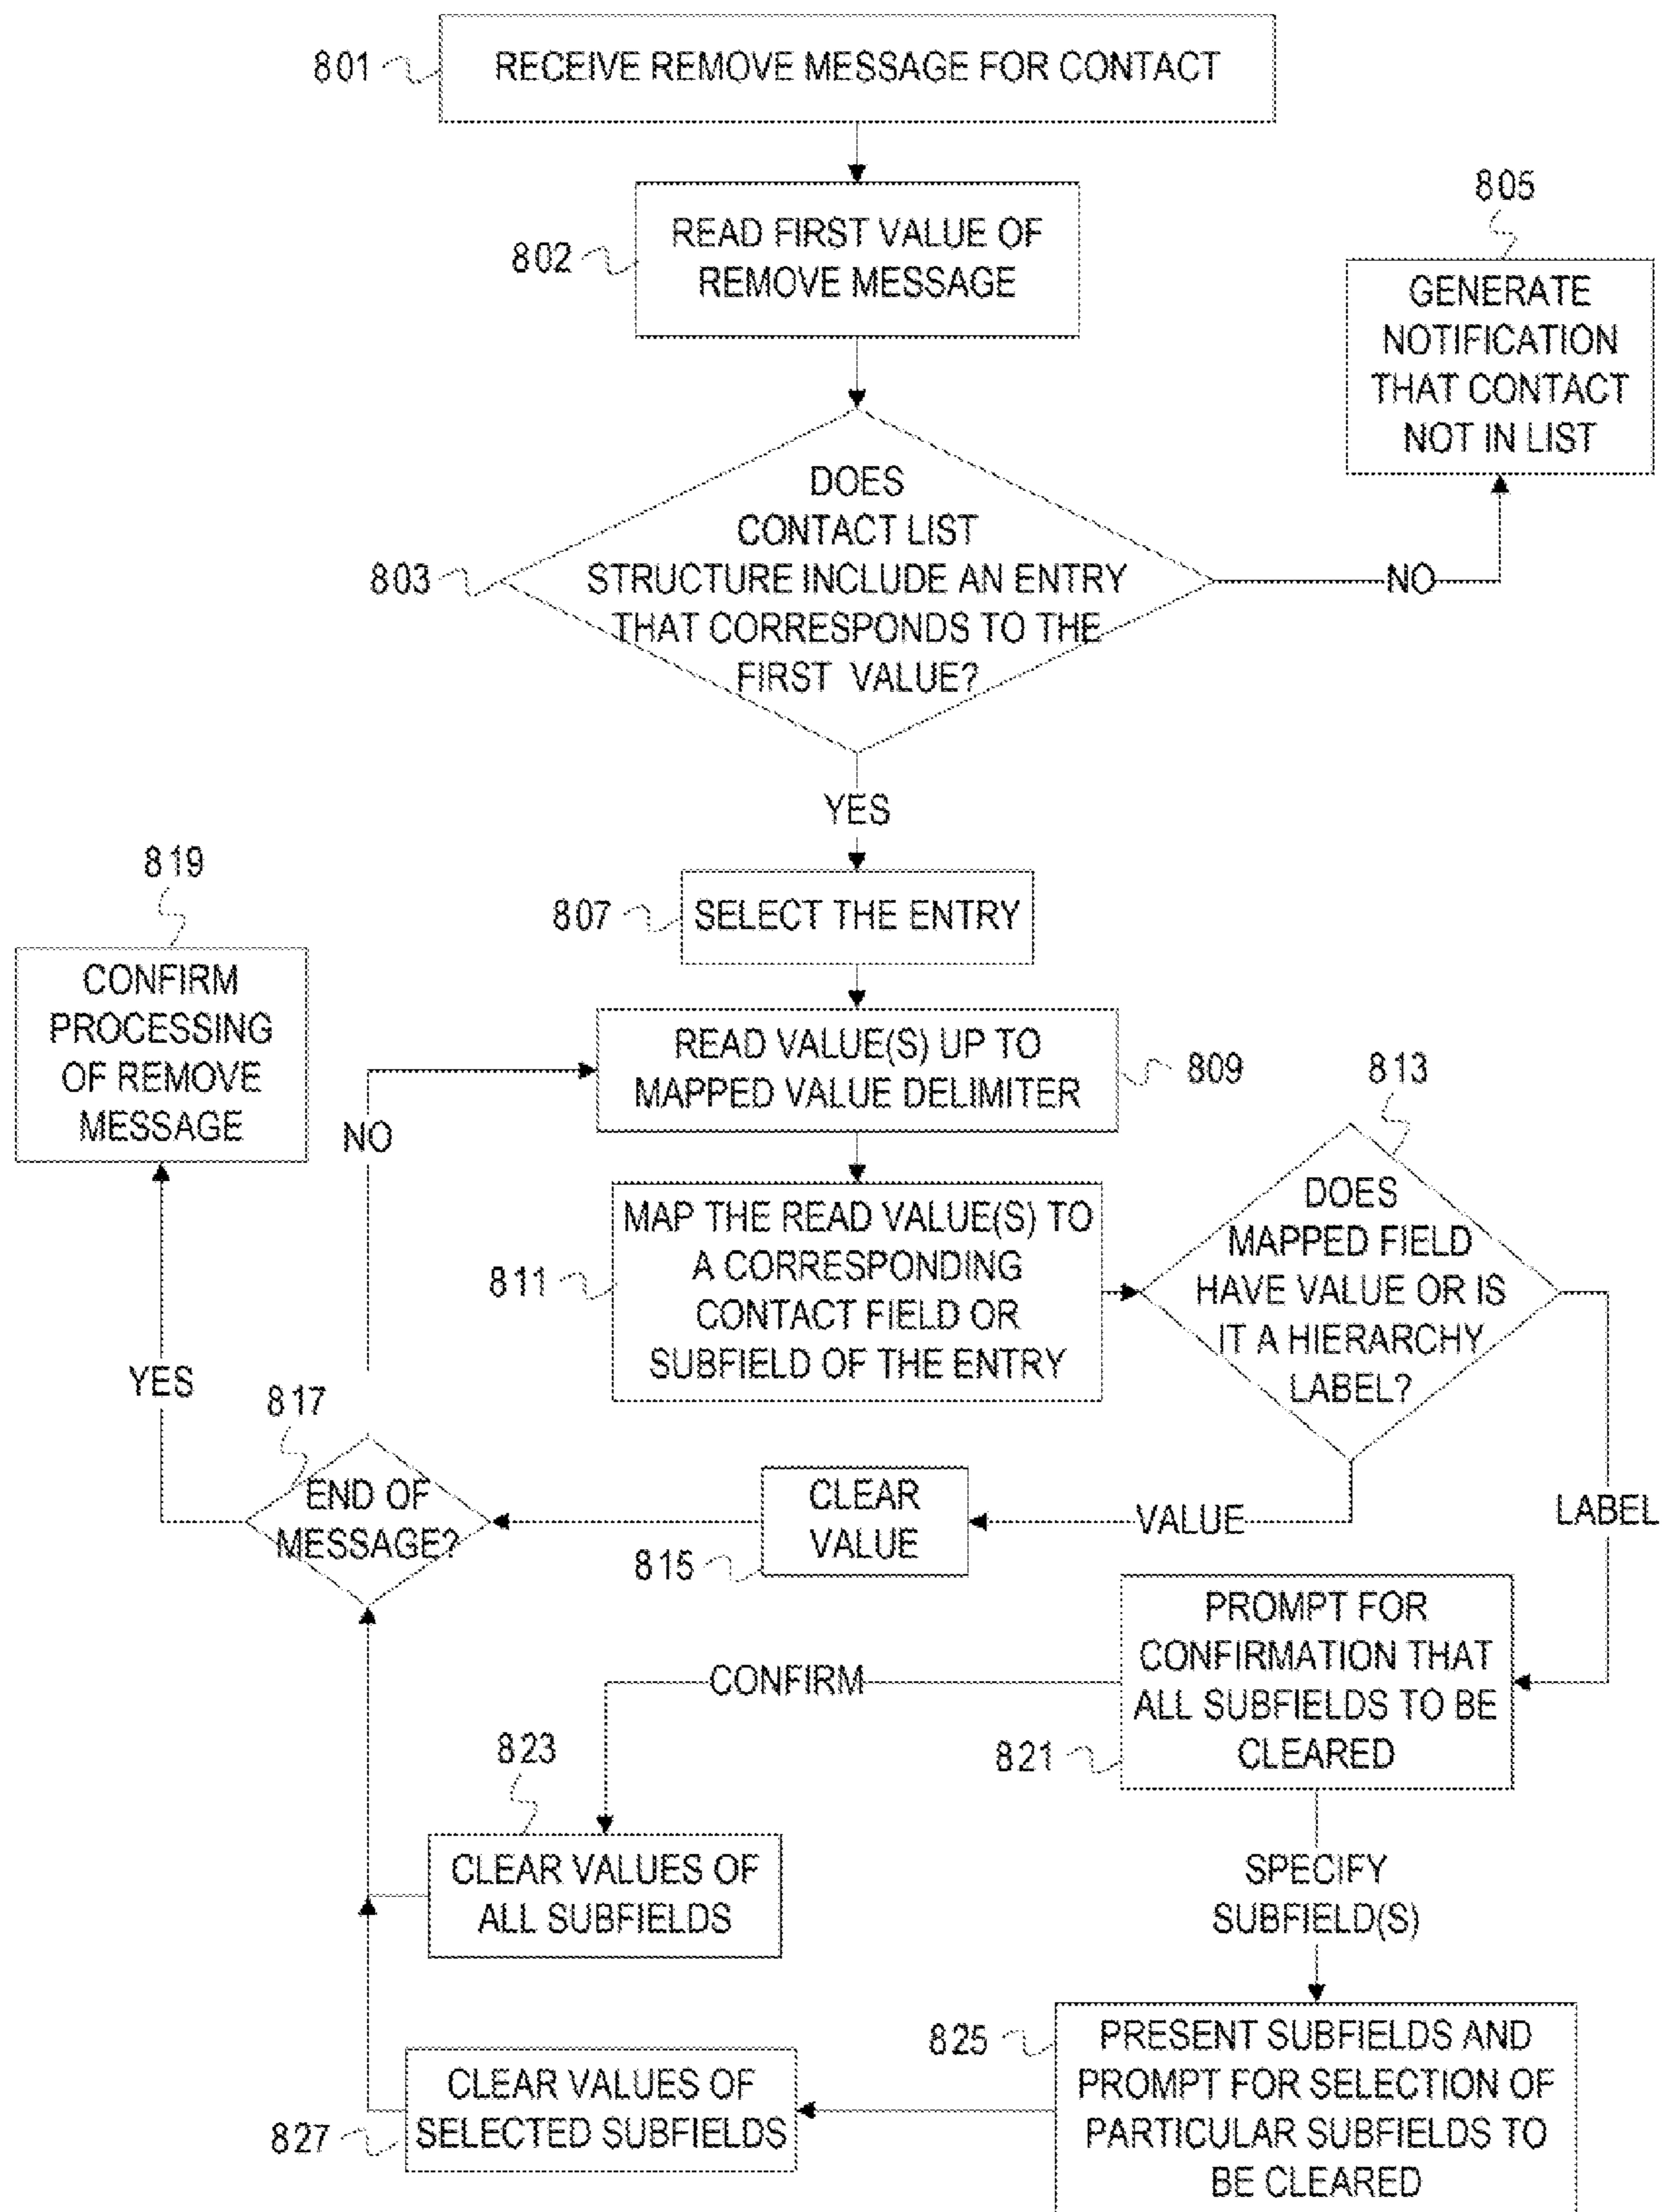 801
RECEIVE REMOVE MESSAGE FOR CONTACT
802
READ FIRST VALUE OF
REMOVE MESSAGE
805
GENERATE
NOTIFICATION
THAT CONTACT
NOT IN LIST
803
DOES
CONTACT LIST
STRUCTURE INCLUDE AN ENTRY
THAT CORRESPONDS TO THE
FIRST VALUE?
NO
YES
807
SELECT THE ENTRY
819
CONFIRM
PROCESSING
OF REMOVE
MESSAGE
READ VALUE(S) UP TO
MAPPED VALUE DELIMITER
809
NO
811
MAP THE READ VALUE(S) TO
A CORRESPONDING
CONTACT FIELD OR
SUBFIELD OF THE ENTRY
813
DOES
MAPPED FIELD
HAVE VALUE OR IS
IT A HIERARCHY
LABEL?
YES
817
END OF
MESSAGE?
CLEAR
VALUE
815
VALUE
LABEL
PROMPT FOR
CONFIRMATION THAT
ALL SUBFIELDS TO BE
CLEARED
821
CONFIRM
823
CLEAR VALUES OF
ALL SUBFIELDS
SPECIFY
SUBFIELD(S)
825
PRESENT SUBFIELDS AND
PROMPT FOR SELECTION OF
PARTICULAR SUBFIELDS TO
BE CLEARED
CLEAR VALUES OF
SELECTED SUBFIELDS
827